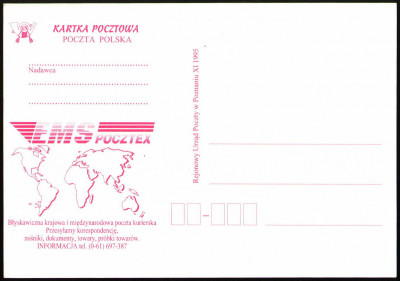 KARTKA POCZTOWA
POCZTA POLSKA
Nadawca
EMS POCZTEX
Błyskawiczna krajowa i międzynarodowa poczta kurierska
Przesyłamy korespondencję,
nośniki, dokumenty, towary, próbki towarów.
INFORMACJA tel. (0-61) 697-387
Rejonowy Urząd Poczty w Poznaniu XI 1995